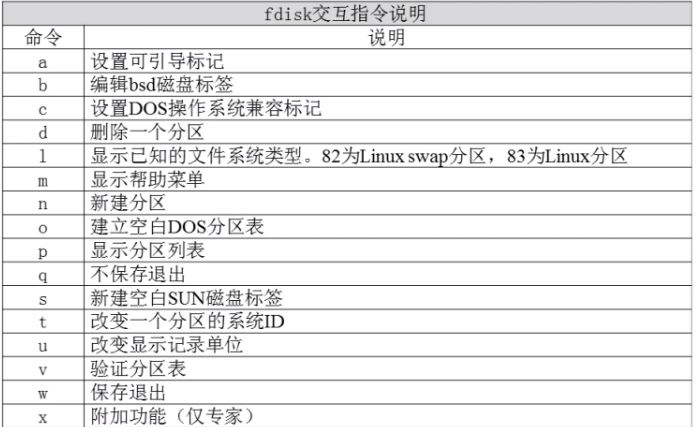 fdisk交互指令说明
命令 说明
a 设置可引导标记
b 编辑bsd磁盘标签
c 设置DOS操作系统兼容标记
d 删除一个分区
l 显示已知的文件系统类型。82为Linux swap分区，83为Linux分区
m 显示帮助菜单
n 新建分区
o 建立空白DOS分区表
p 显示分区列表
q 不保存退出
s 新建空白SUN磁盘标签
t 改变一个分区的系统ID
u 改变显示记录单位
v 验证分区表
w 保存退出
x 附加功能（仅专家）